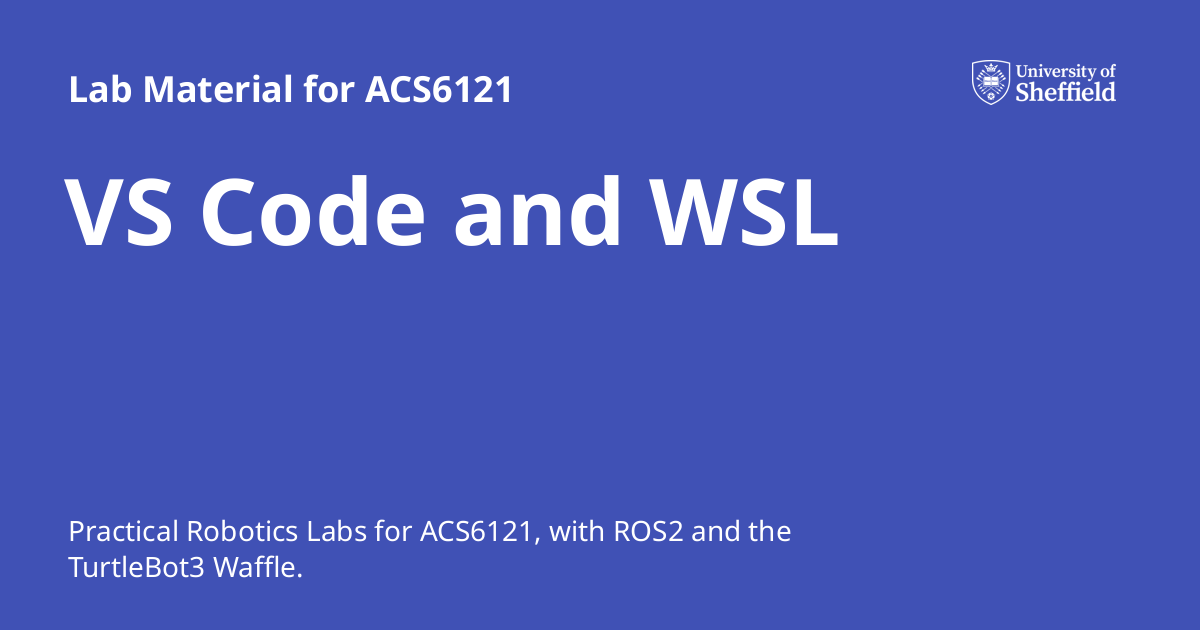 Lab Material for ACS6121
University of
Sheffield
VS Code and WSL
Practical Robotics Labs for ACS6121, with ROS2 and the
TurtleBot3 Waffle.